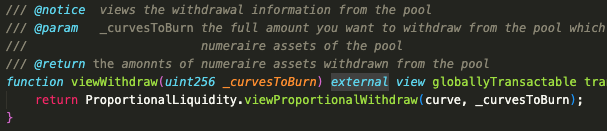 /// @notice  views the withdrawal information from the pool
/// @param   _curvesToBurn the full amount you want to withdraw from the pool which
///          numeraire assets of the pool
/// @return the amonnts of numeraire assets withdrawn from the pool
function viewWithdraw(uint256 _curvesToBurn) external view globallyTransactable tra
    return ProportionalLiquidity.viewProportionalWithdraw(curve, _curvesToBurn);
}